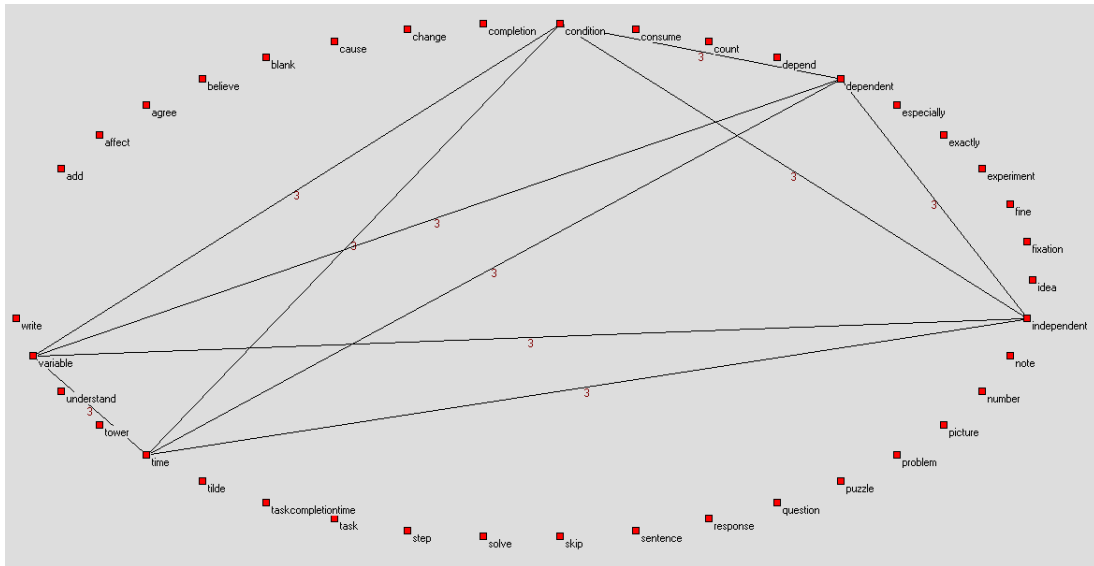 completion
condition
consume
change
count
cause
3
depend
blank
dependent
believe
especially
agree
exactly
affect
experiment
add
3
3
3
fine
3
3
fixation
3
idea
write
independent
3
variable
note
3
understand
number
3
tower
picture
time
problem
tilde
puzzle
taskcompletiontime
question
task
response
step
sentence
solve
skip